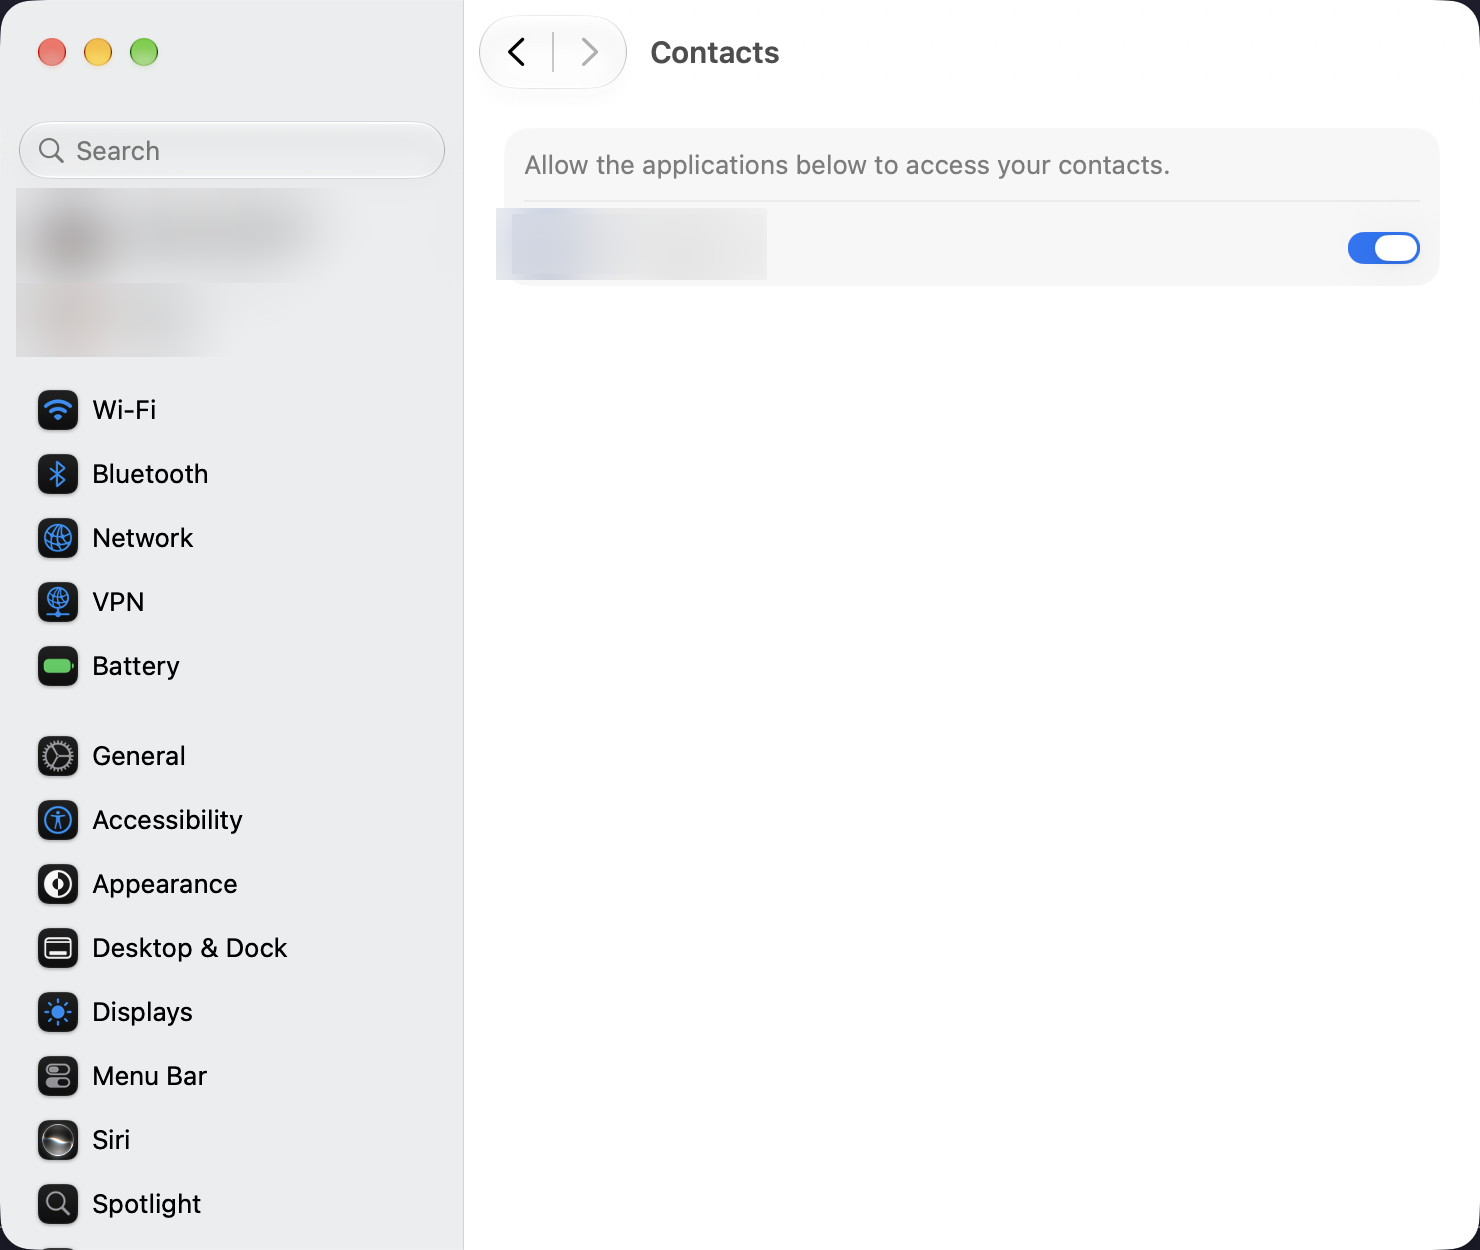 Search
Wi-Fi
Bluetooth
Network
VPN
Battery
General
Accessibility
Appearance
Desktop & Dock
Displays
Menu Bar
Siri
Spotlight
Contacts
Allow the applications below to access your contacts.